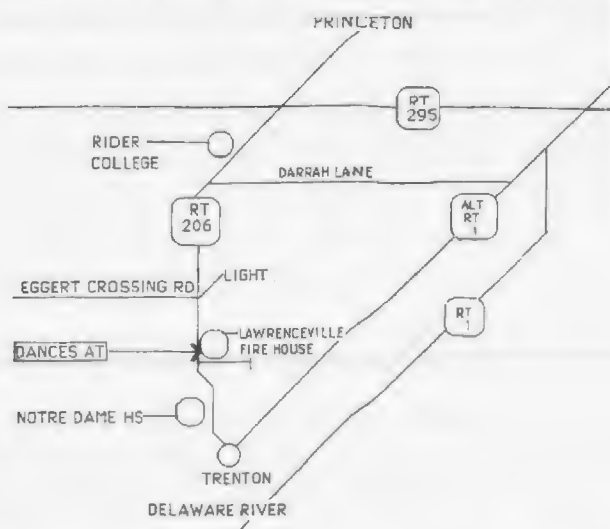 PRINCETON
RT
295
RIDER
COLLEGE
DARRAH LANE
RT
206
ALT
RT
1
LIGHT
EGGERT CROSSING RD
RT
1
LAWRENCEVILLE
FIRE HOUSE
DANCES AT
NOTRE DAME HS
TRENTON
DELAWARE RIVER